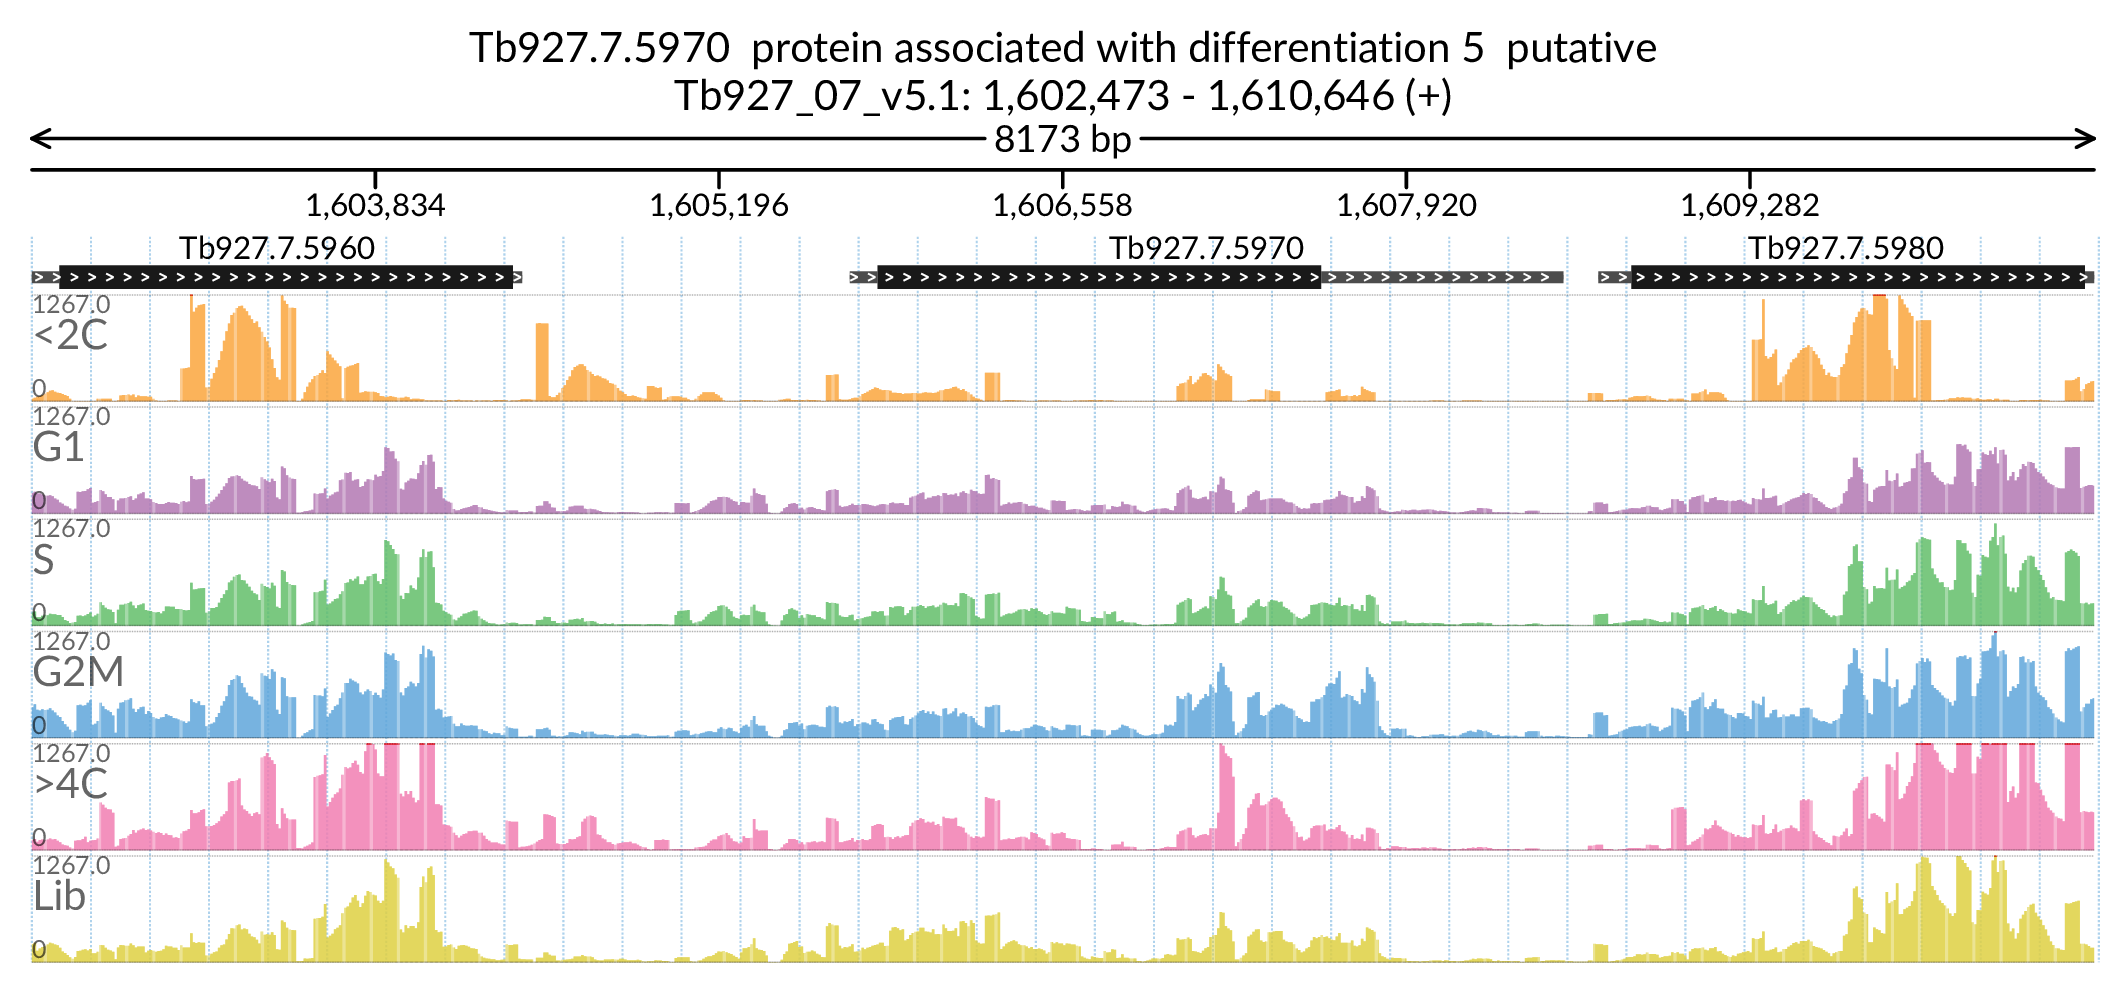 Tb927.7.5970  protein associated with differentiation 5  putative
Tb927_07_v5.1: 1,602,473 - 1,610,646 (+)
8173 bp
1,603,834 1,605,196 1,606,558 1,607,920 1,609,282
Tb927.7.5960 Tb927.7.5970 Tb927.7.5980
1267.0
<2C
0
1267.0
G1
0
1267.0
S
0
1267.0
G2M
0
1267.0
>4C
0
1267.0
Lib
0